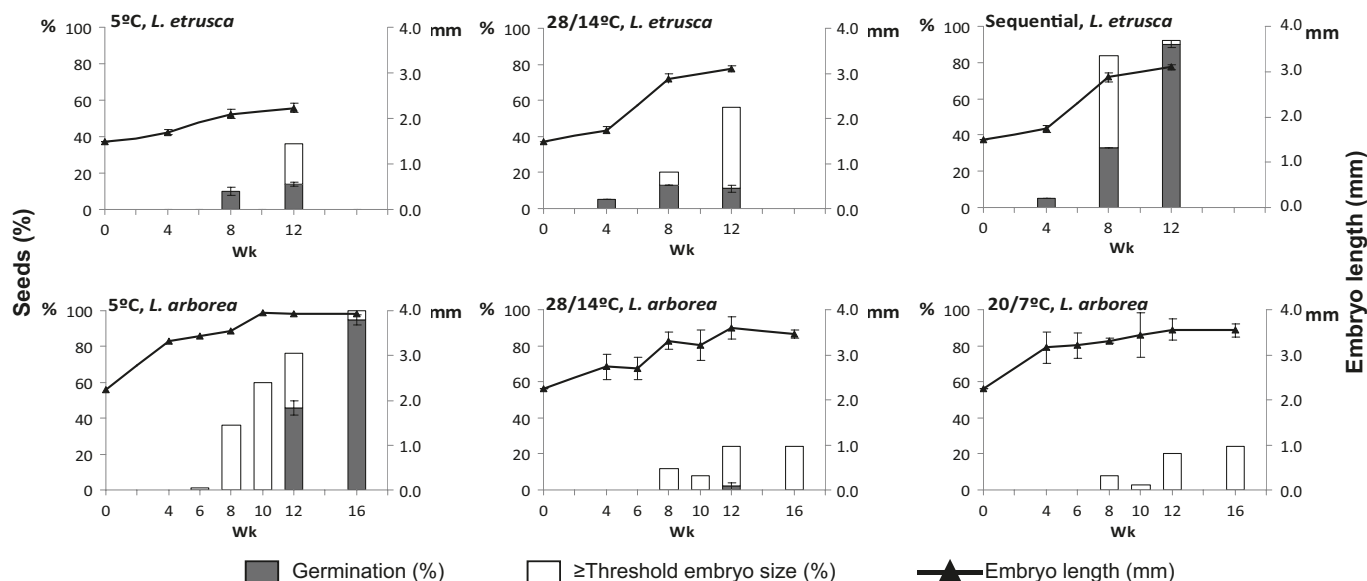 Seeds (%)
Embryo length (mm)
% 5ºC, L. etrusca mm
100 80 60 40 20 0
4.0 3.0 2.0 1.0 0.0
0 4 8 12
Wk
% 28/14ºC, L. etrusca mm
100 80 60 40 20 0
4.0 3.0 2.0 1.0 0.0
0 4 8 12
Wk
% Sequential, L. etrusca mm
100 80 60 40 20 0
4.0 3.0 2.0 1.0 0.0
0 4 8 12
Wk
% 5ºC, L. arborea mm
100 80 60 40 20 0
4.0 3.0 2.0 1.0 0.0
0 4 6 8 10 12 16
Wk
% 28/14ºC, L. arborea mm
100 80 60 40 20 0
4.0 3.0 2.0 1.0 0.0
0 4 6 8 10 12 16
Wk
% 20/7ºC, L. arborea mm
100 80 60 40 20 0
4.0 3.0 2.0 1.0 0.0
0 4 6 8 10 12 16
Wk
Germination (%) ≥Threshold embryo size (%) Embryo length (mm)